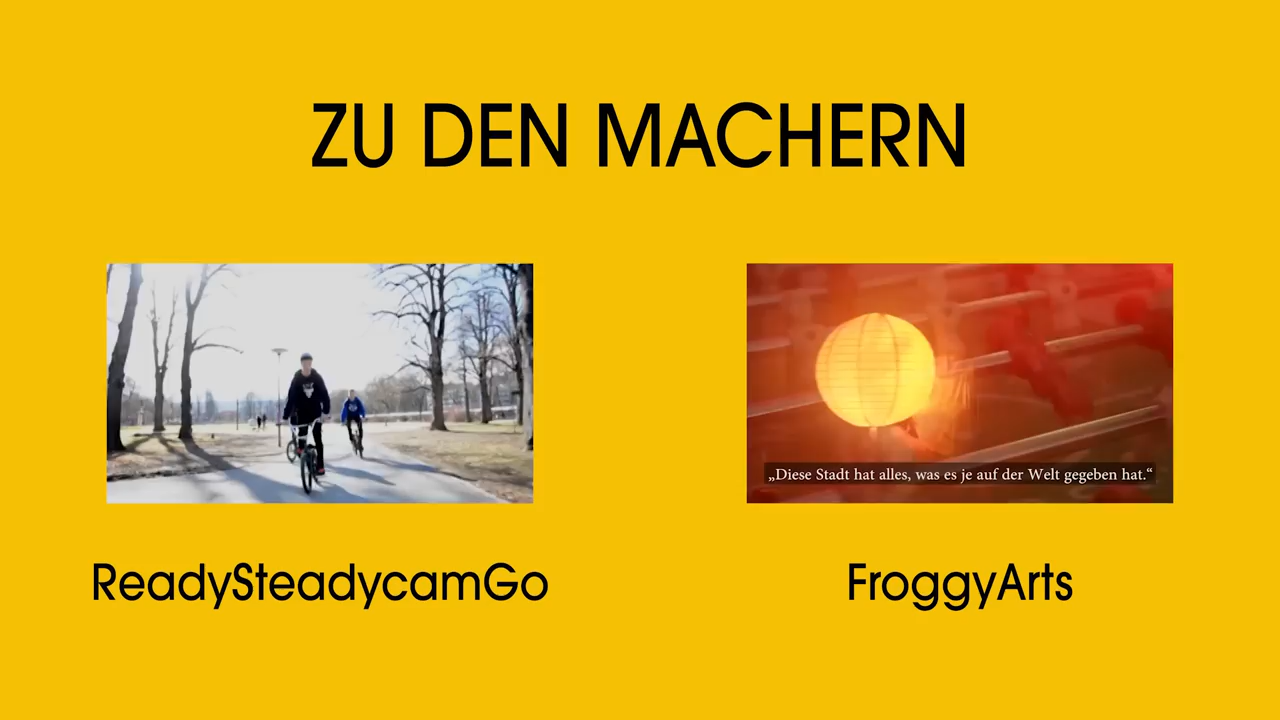 ZU DEN MACHERN
„Diese Stadt hat alles, was es je auf der Welt gegeben hat.“
ReadySteadycamGo
FroggyArts